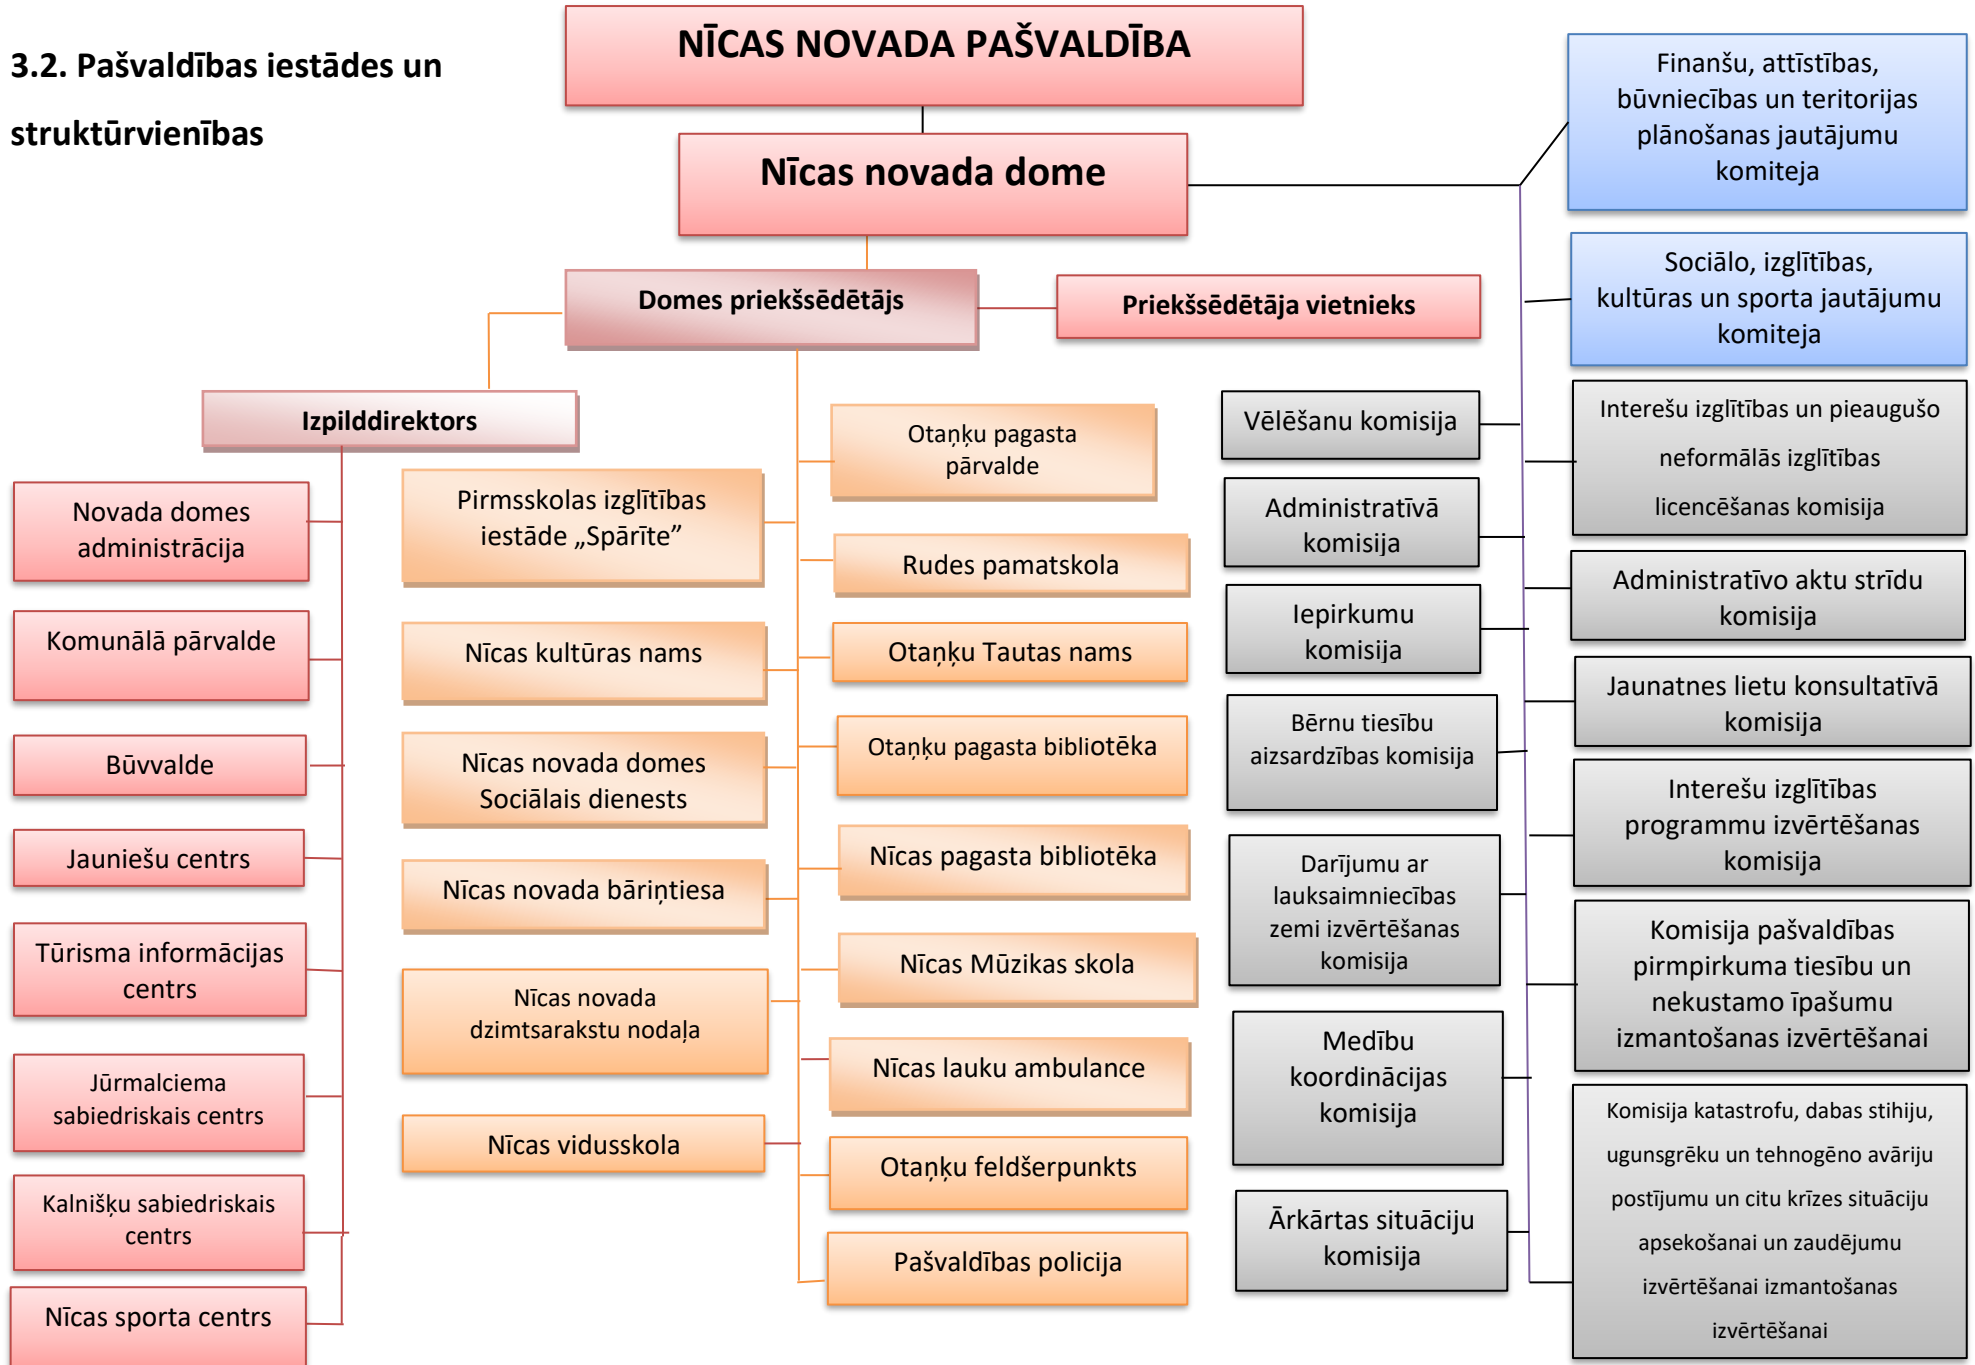 3.2. Pašvaldības iestādes un
struktūrvienības
NĪCAS NOVADA PAŠVALDĪBA
Nīcas novada dome
Domes priekšsēdētājs
Priekšsēdētāja vietnieks
Izpilddirektors
Novada domes
administrācija
Komunālā pārvalde
Būvvalde
Jauniešu centrs
Tūrisma informācijas
centrs
Jūrmalciema
sabiedriskais centrs
Kalnišķu sabiedriskais
centrs
Nīcas sporta centrs
Pirmsskolas izglītības
iestāde „Spārīte”
Nīcas kultūras nams
Nīcas novada domes
Sociālais dienests
Nīcas novada bāriņtiesa
Nīcas novada
dzimtsarakstu nodaļa
Nīcas vidusskola
Otaņķu pagasta
pārvalde
Rudes pamatskola
Otaņķu Tautas nams
Otaņķu pagasta bibliotēka
Nīcas pagasta bibliotēka
Nīcas Mūzikas skola
Nīcas lauku ambulance
Otaņķu feldšerpunkts
Pašvaldības policija
Vēlēšanu komisija
Administratīvā
komisija
Iepirkumu
komisija
Bērnu tiesību
aizsardzības komisija
Darījumu ar
lauksaimniecības
zemi izvērtēšanas
komisija
Medību
koordinācijas
komisija
Ārkārtas situāciju
komisija
Finanšu, attīstības,
būvniecības un teritorijas
plānošanas jautājumu
komiteja
Sociālo, izglītības,
kultūras un sporta jautājumu
komiteja
Interešu izglītības un pieaugušo
neformālās izglītības
licencēšanas komisija
Administratīvo aktu strīdu
komisija
Jaunatnes lietu konsultatīvā
komisija
Interešu izglītības
programmu izvērtēšanas
komisija
Komisija pašvaldības
pirmpirkuma tiesību un
nekustamo īpašumu
izmantošanas izvērtēšanai
Komisija katastrofu, dabas stihiju,
ugunsgrēku un tehnogēno avāriju
postījumu un citu krīzes situāciju
apsekošanai un zaudējumu
izvērtēšanai izmantošanas
izvērtēšanai